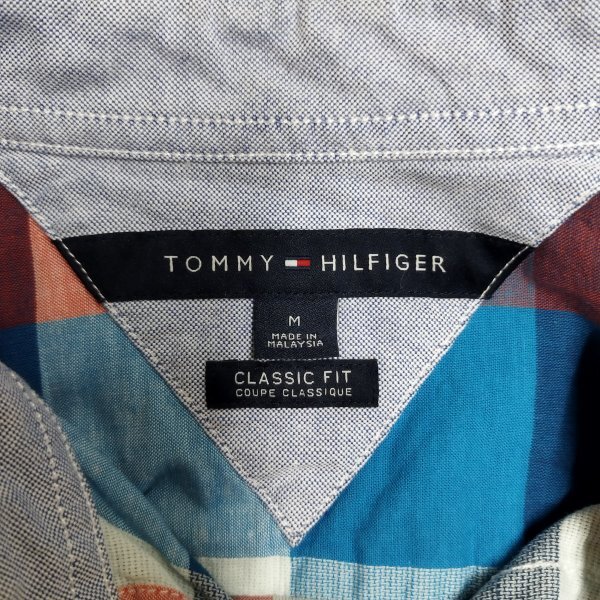 TOMMY HILFIGER
M
MADE IN
MALAYSIA
CLASSIC FIT
COUPE CLASSIQUE